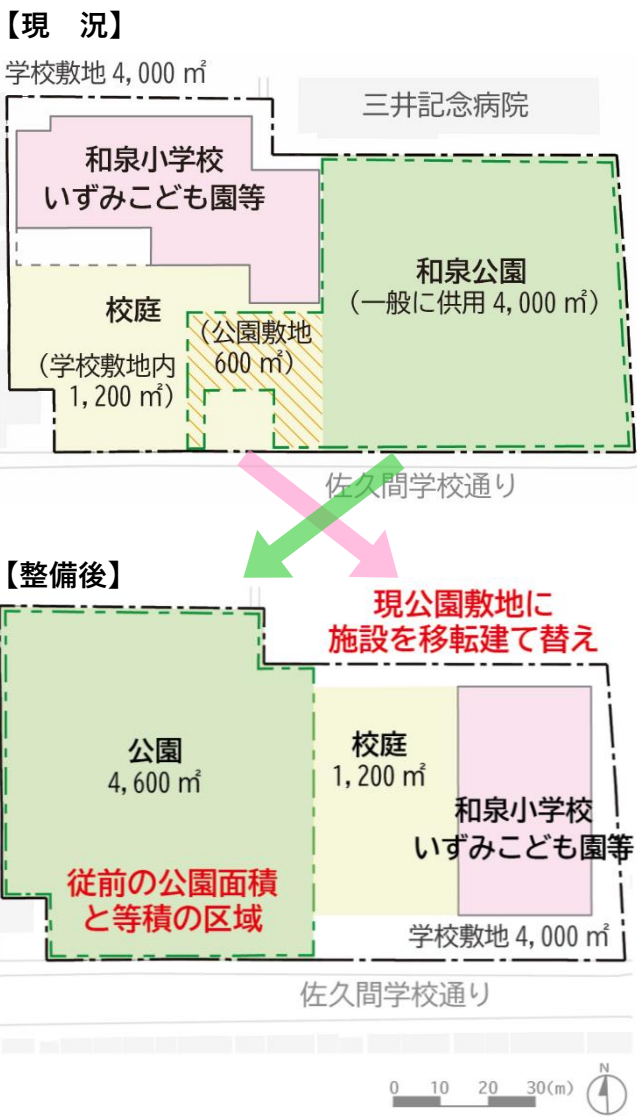 【現　況】
学校敷地 4,000 ㎡
三井記念病院
和泉小学校
いずみこども園等
和泉公園
（一般に供用 4,000 ㎡）
校庭
（学校敷地内
1,200 ㎡）
（公園敷地
600 ㎡）
佐久間学校通り
【整備後】
現公園敷地に
施設を移転建て替え
公園
4,600 ㎡
校庭
1,200 ㎡
和泉小学校
いずみこども園等
従前の公園面積
と等積の区域
学校敷地 4,000 ㎡
佐久間学校通り
0 10 20 30(m)
N